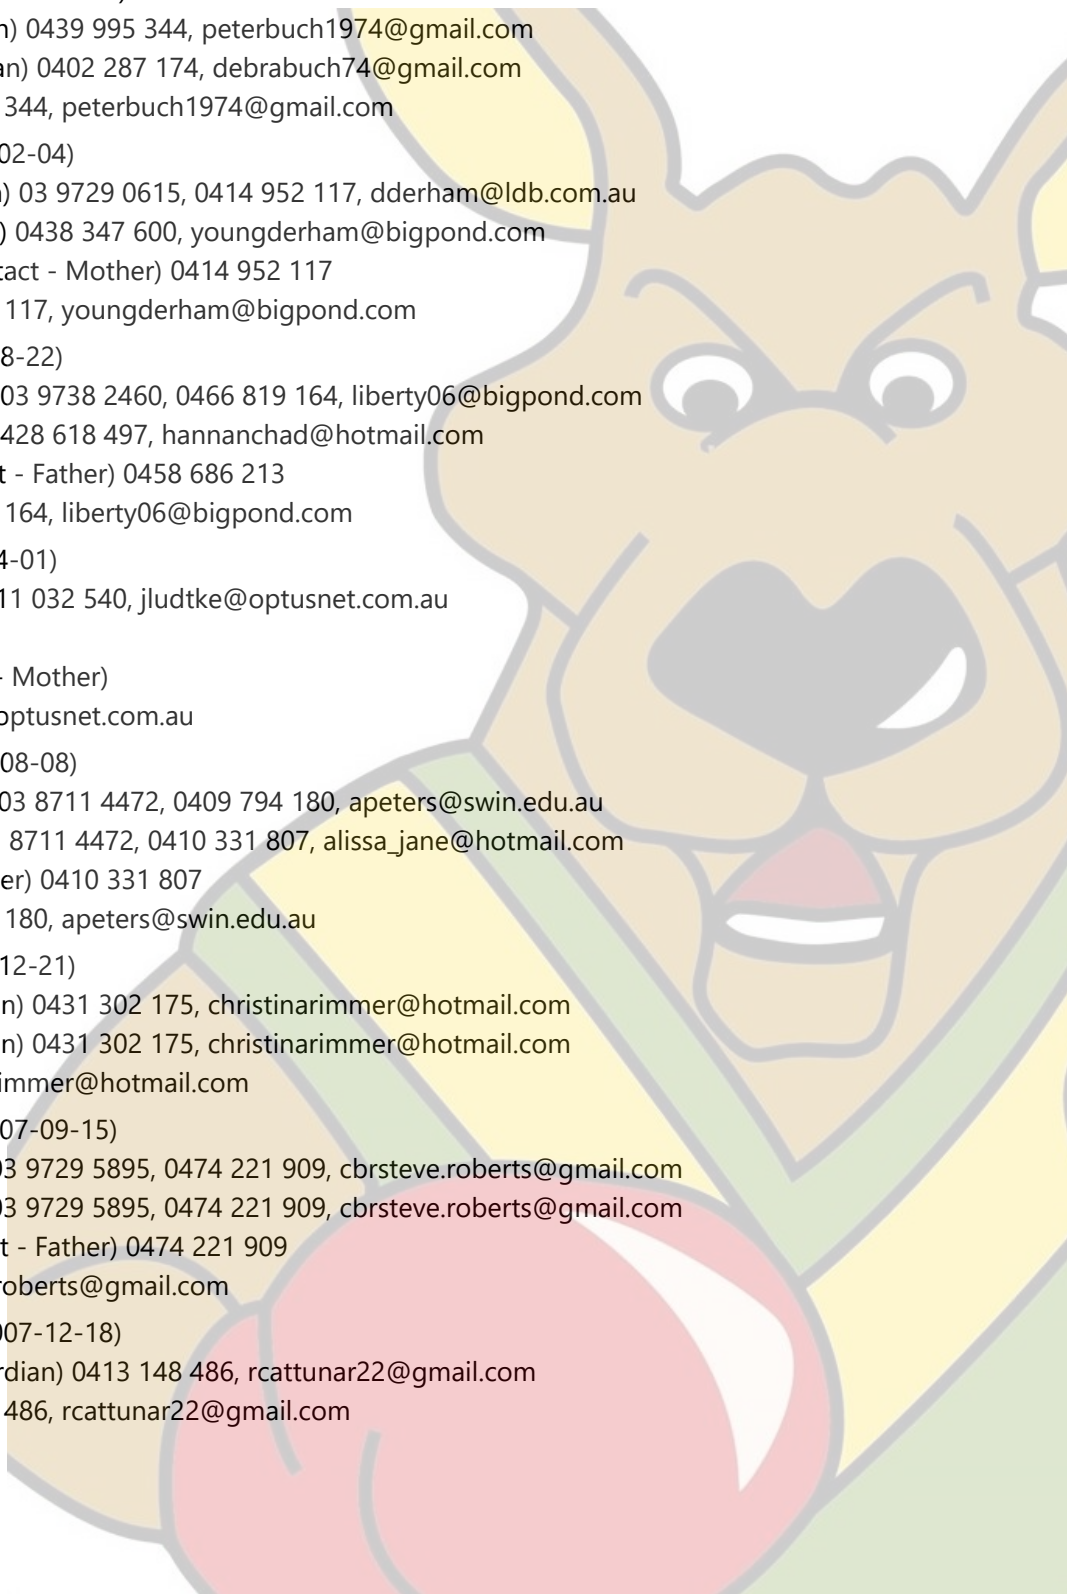 n) 0439 995 344, peterbuch1974@gmail.com
an) 0402 287 174, debrabuch74@gmail.com
344, peterbuch1974@gmail.com
02-04)
) 03 9729 0615, 0414 952 117, dderham@ldb.com.au
) 0438 347 600, youngderham@bigpond.com
tact - Mother) 0414 952 117
117, youngderham@bigpond.com
8-22)
03 9738 2460, 0466 819 164, liberty06@bigpond.com
428 618 497, hannanchad@hotmail.com
t - Father) 0458 686 213
164, liberty06@bigpond.com
4-01)
11 032 540, jludtke@optusnet.com.au
- Mother)
optusnet.com.au
08-08)
03 8711 4472, 0409 794 180, apeters@swin.edu.au
8711 4472, 0410 331 807, alissa_jane@hotmail.com
er) 0410 331 807
180, apeters@swin.edu.au
12-21)
n) 0431 302 175, christinarimmer@hotmail.com
n) 0431 302 175, christinarimmer@hotmail.com
immer@hotmail.com
07-09-15)
03 9729 5895, 0474 221 909, cbrsteve.roberts@gmail.com
03 9729 5895, 0474 221 909, cbrsteve.roberts@gmail.com
t - Father) 0474 221 909
roberts@gmail.com
007-12-18)
rdian) 0413 148 486, rcattunar22@gmail.com
486, rcattunar22@gmail.com